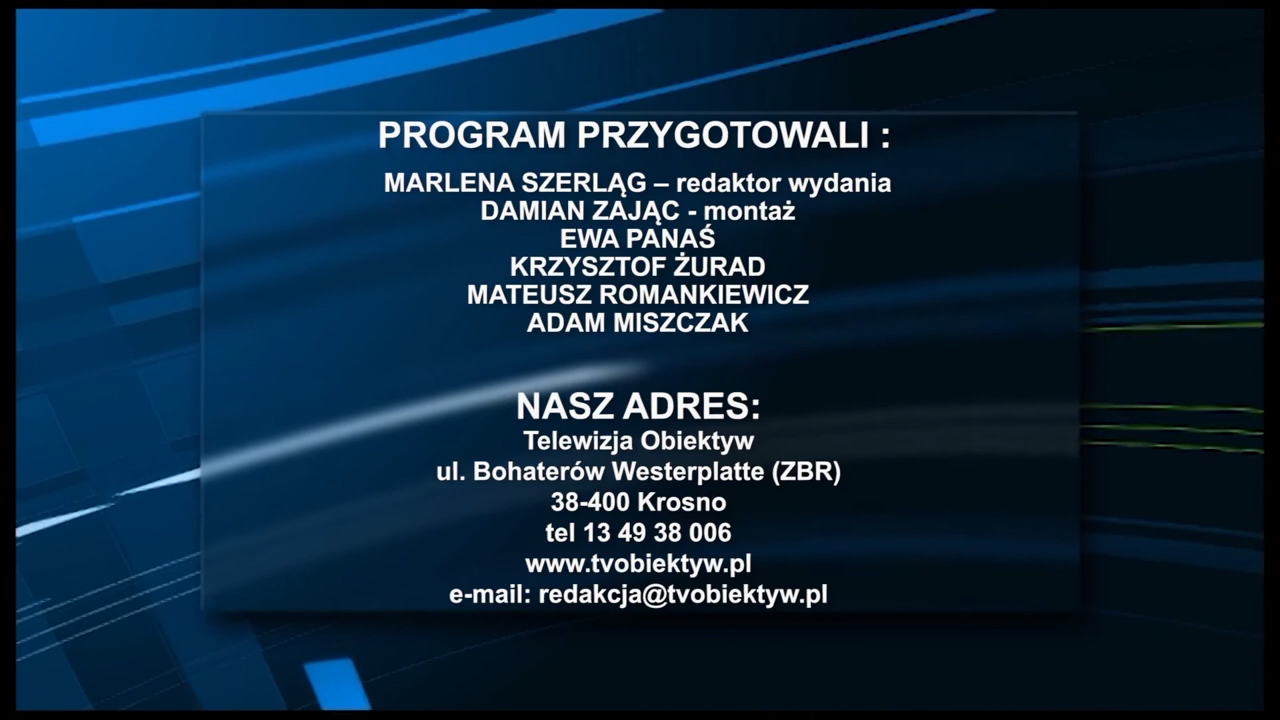 PROGRAM PRZYGOTOWALI :
MARLENA SZERLĄG – redaktor wydania
DAMIAN ZAJĄC - montaż
EWA PANAŚ
KRZYSZTOF ŻURAD
MATEUSZ ROMANKIEWICZ
ADAM MISZCZAK
NASZ ADRES:
Telewizja Obiektyw
ul. Bohaterów Westerplatte (ZBR)
38-400 Krosno
tel 13 49 38 006
www.tvobiektyw.pl
e-mail: redakcja@tvobiektyw.pl